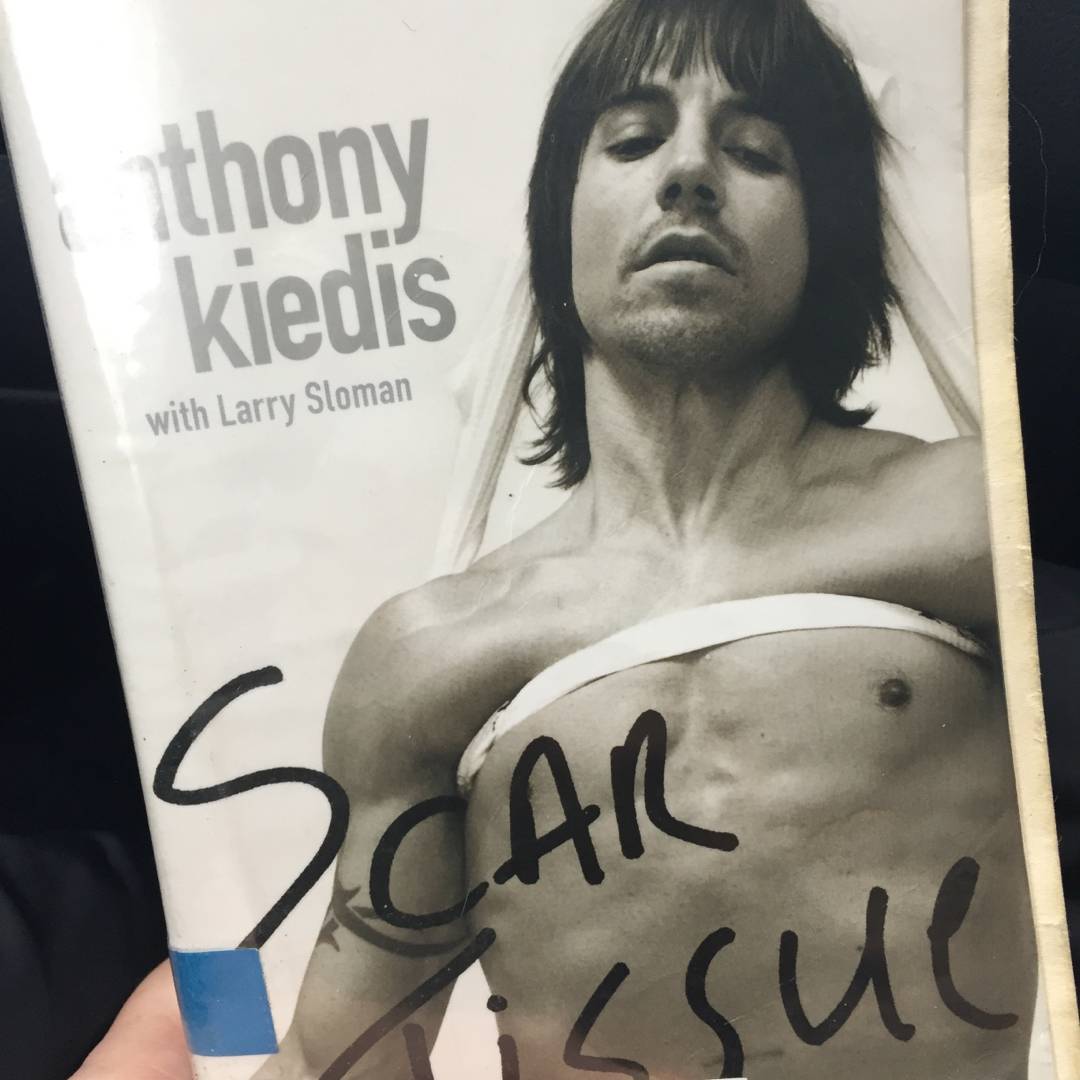 anthony
kiedis
with Larry Sloman
SCAR
TISSUE